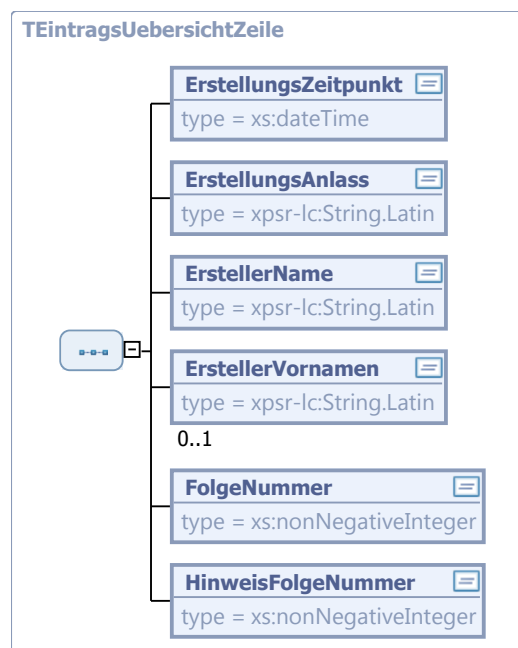 TEintragsUebersichtZeile
ErstellungsZeitpunkt
type = xs:dateTime
ErstellungsAnlass
type = xpsr-lc:String.Latin
ErstellerName
type = xpsr-lc:String.Latin
ErstellerVornamen
type = xpsr-lc:String.Latin
0..1
FolgeNummer
type = xs:nonNegativeInteger
HinweisFolgeNummer
type = xs:nonNegativeInteger